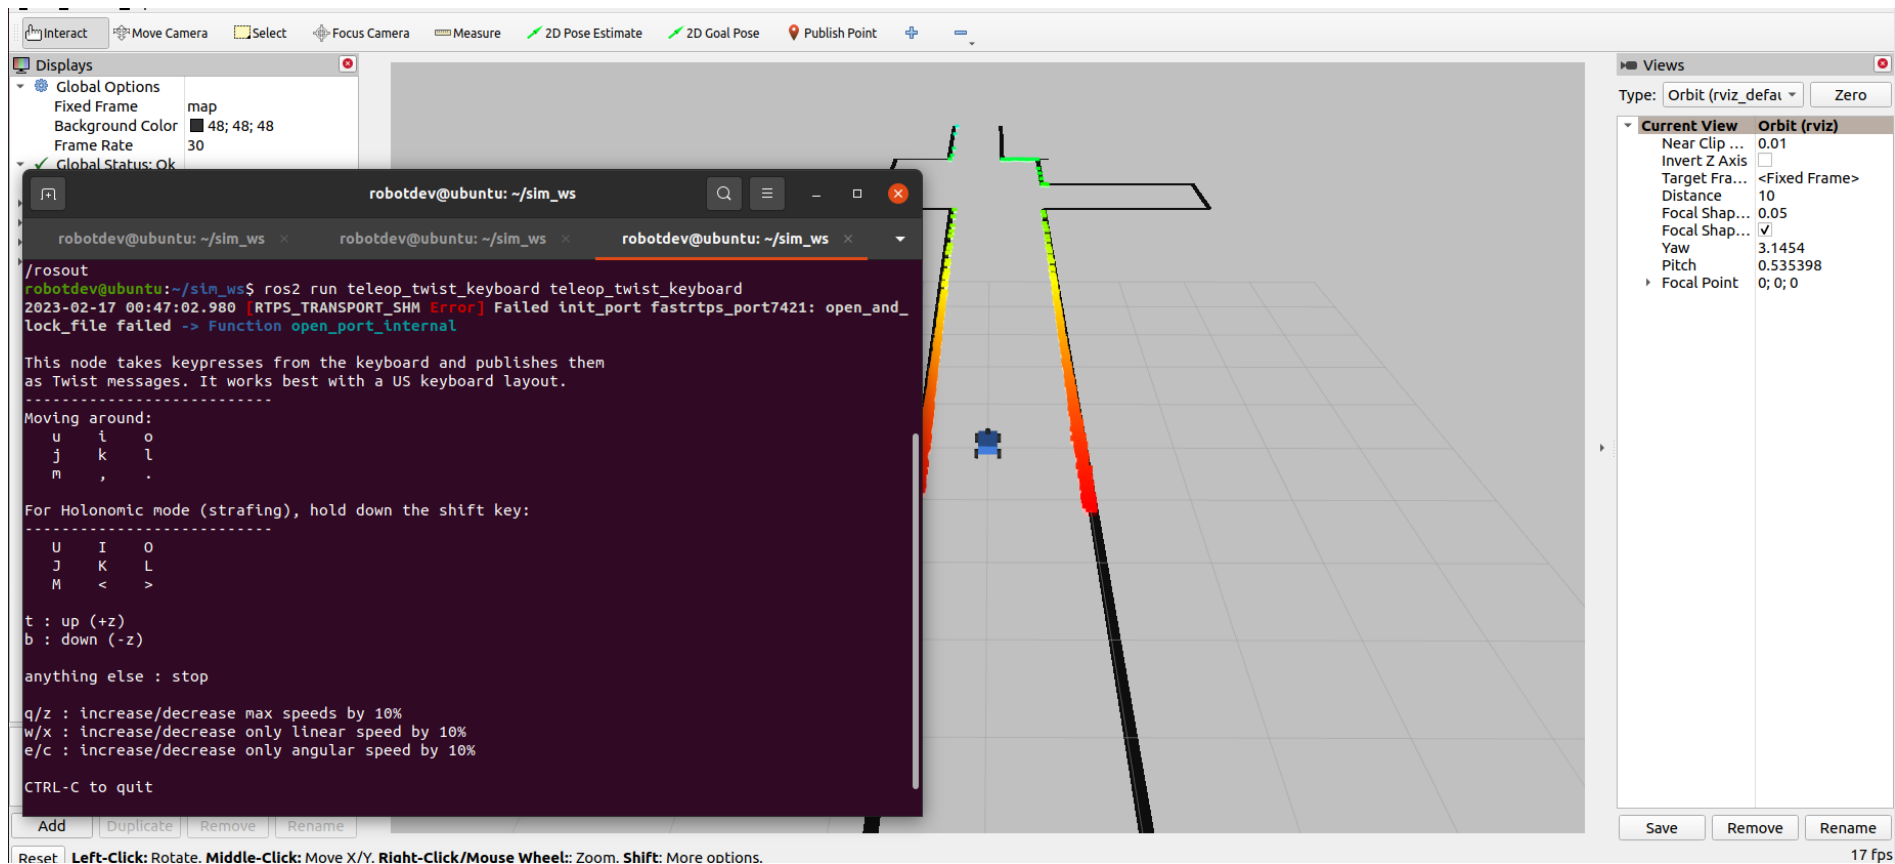 Interact Move Camera Select Focus Camera Measure 2D Pose Estimate 2D Goal Pose Publish Point
Displays
Global Options
Fixed Frame map
Background Color 48; 48; 48
Frame Rate 30
Global Status: Ok
robotdev@ubuntu: ~/sim_ws
robotdev@ubuntu: ~/sim_ws robotdev@ubuntu: ~/sim_ws robotdev@ubuntu: ~/sim_ws
/rosout
robotdev@ubuntu:~/sim_ws$ ros2 run teleop_twist_keyboard teleop_twist_keyboard
2023-02-17 00:47:02.980 [RTPS_TRANSPORT_SHM Error] Failed init_port fastrtps_port7421: open_and_
lock_file failed -> Function open_port_internal
This node takes keypresses from the keyboard and publishes them
as Twist messages. It works best with a US keyboard layout.
---------------------------
Moving around:
u i o
j k l
m , .
For Holonomic mode (strafing), hold down the shift key:
---------------------------
U I O
J K L
M < >
t : up (+z)
b : down (-z)
anything else : stop
q/z : increase/decrease max speeds by 10%
w/x : increase/decrease only linear speed by 10%
e/c : increase/decrease only angular speed by 10%
CTRL-C to quit
Add Duplicate Remove Rename
Reset Left-Click: Rotate. Middle-Click: Move X/Y. Right-Click/Mouse Wheel:: Zoom. Shift: More options.
Views
Type: Orbit (rviz_defau Zero
Current View Orbit (rviz)
Near Clip ... 0.01
Invert Z Axis
Target Fra... <Fixed Frame>
Distance 10
Focal Shap... 0.05
Focal Shap...
Yaw 3.1454
Pitch 0.535398
Focal Point 0; 0; 0
Save Remove Rename
17 fps